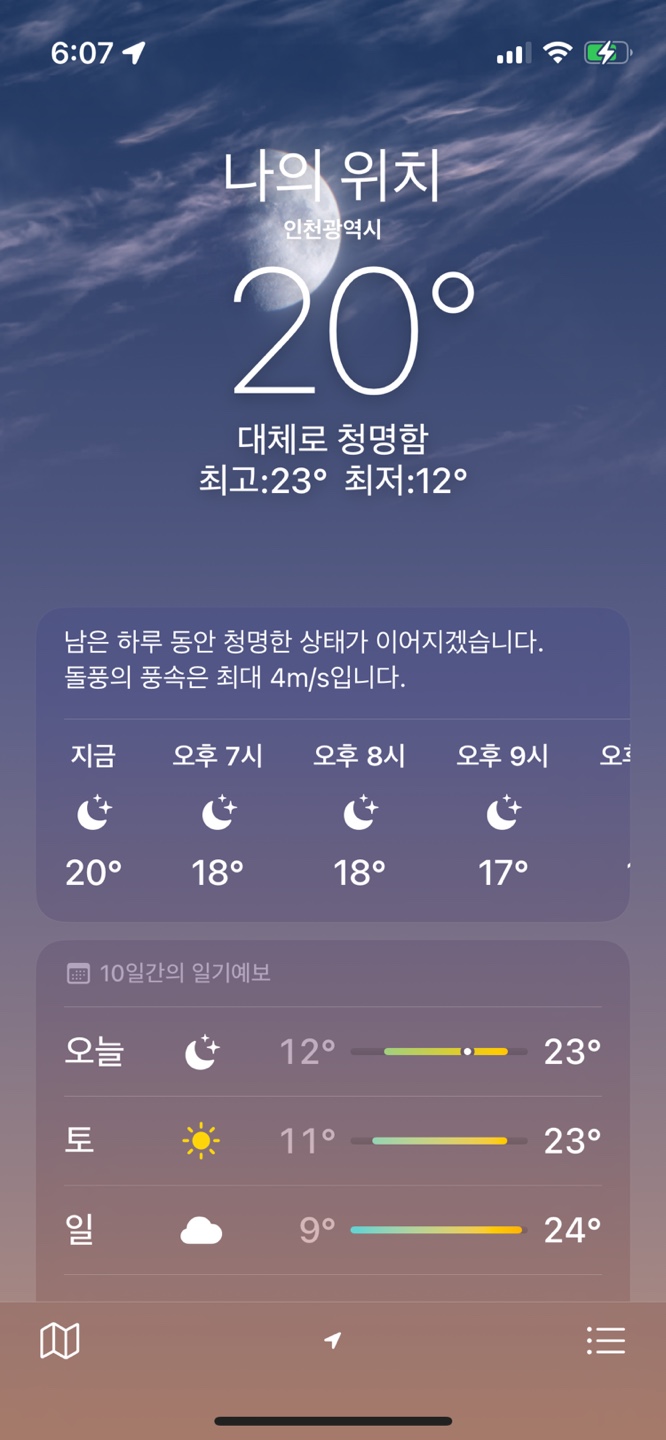 6:07
나의 위치
인천광역시
20°
대체로 청명함
최고:23° 최저:12°
남은 하루 동안 청명한 상태가 이어지겠습니다.
돌풍의 풍속은 최대 4m/s입니다.
지금 오후 7시 오후 8시 오후 9시
20° 18° 18° 17°
10일간의 일기예보
오늘 12° 23°
토 11° 23°
일 9° 24°